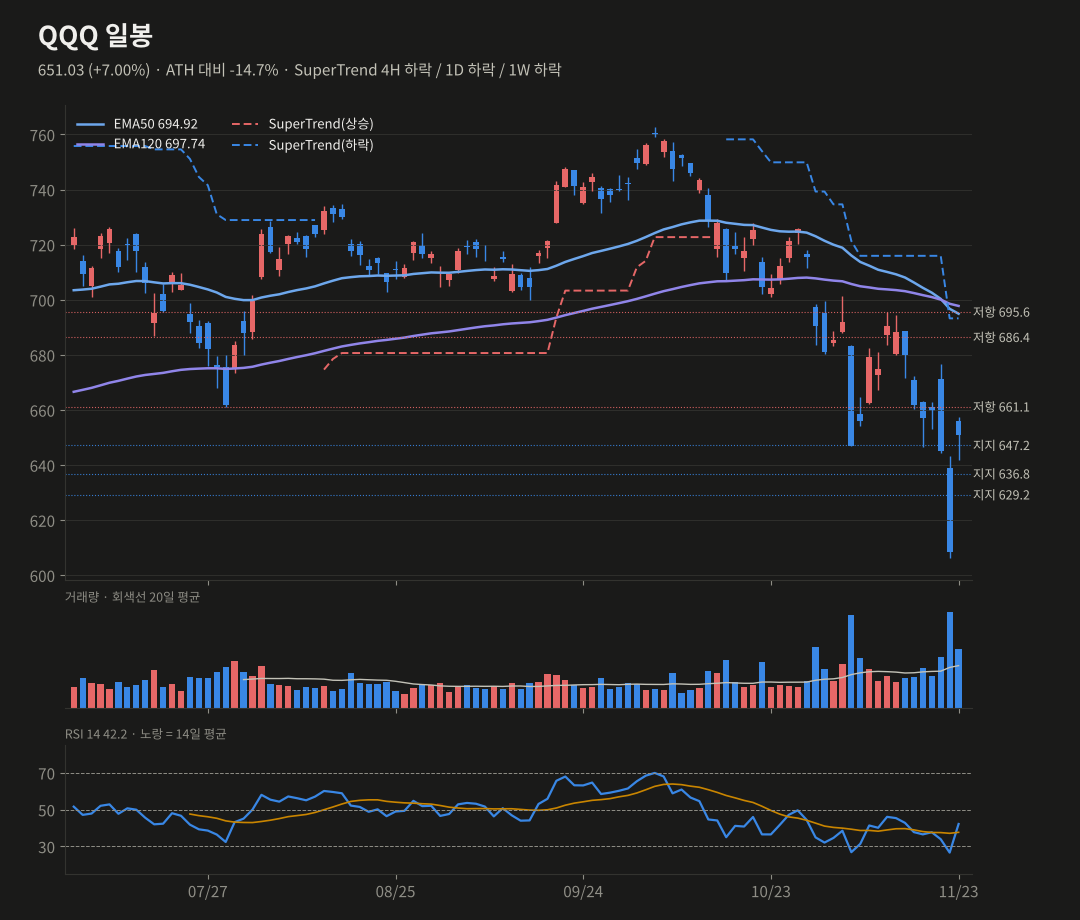 QQQ 일봉
651.03 (+7.00%) · ATH 대비 -14.7% · SuperTrend 4H 하락 / 1D 하락 / 1W 하락
EMA50 694.92
SuperTrend(상승)
EMA120 697.74
SuperTrend(하락)
760
740
720
700
680
660
640
620
600
저항 695.6
저항 686.4
저항 661.1
지지 647.2
지지 636.8
지지 629.2
거래량 · 회색선 20일 평균
RSI 14 42.2 · 노랑 = 14일 평균
70
50
30
07/27
08/25
09/24
10/23
11/23